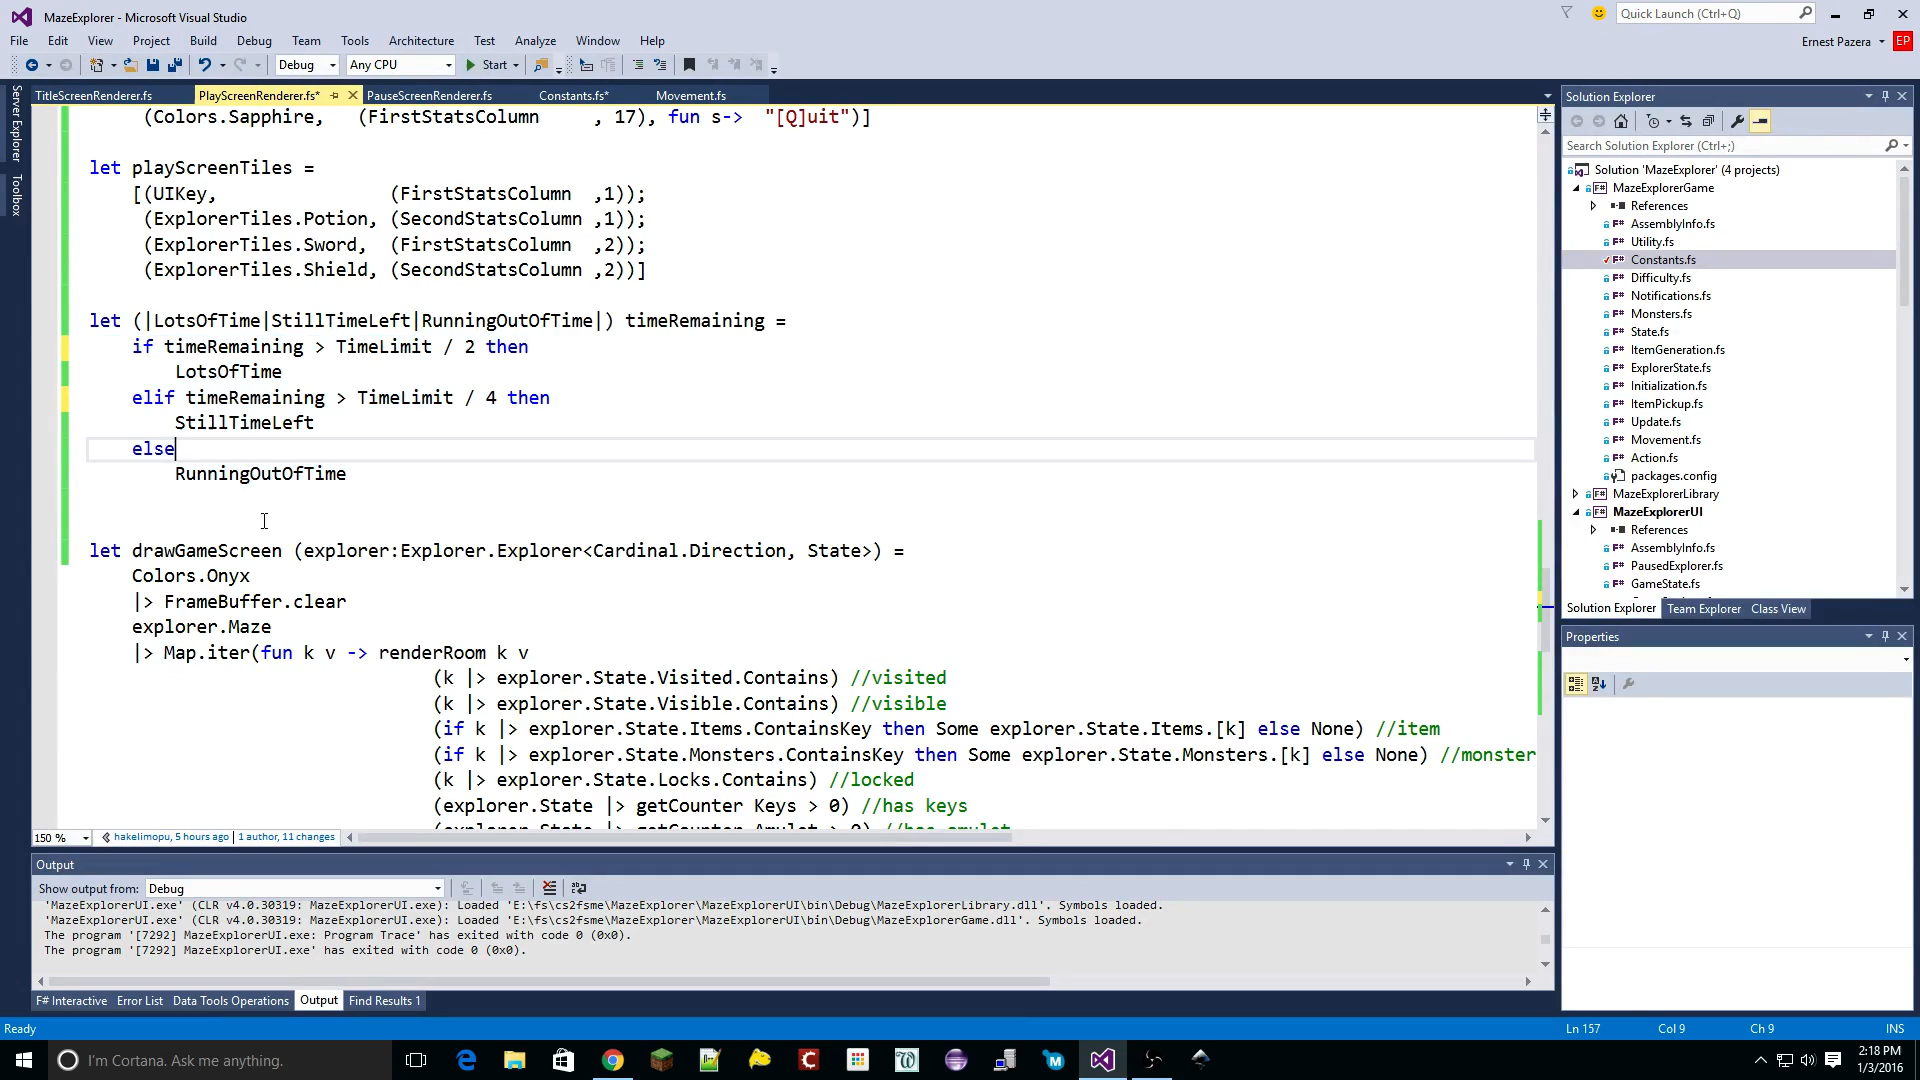 MazeExplorer - Microsoft Visual Studio
Quick Launch (Ctrl+Q)
File Edit View Project Build Debug Team Tools Architecture Test Analyze Window Help
Ernest Pazera EP
Debug Any CPU Start
Server Explorer
Toolbox
TitleScreenRenderer.fs PlayScreenRenderer.fs* PauseScreenRenderer.fs Constants.fs* Movement.fs
(Colors.Sapphire, (FirstStatsColumn , 17), fun s-> "[Q]uit")]
let playScreenTiles =
[(UIKey, (FirstStatsColumn ,1));
(ExplorerTiles.Potion, (SecondStatsColumn ,1));
(ExplorerTiles.Sword, (FirstStatsColumn ,2));
(ExplorerTiles.Shield, (SecondStatsColumn ,2))]
let (|LotsOfTime|StillTimeLeft|RunningOutOfTime|) timeRemaining =
if timeRemaining > TimeLimit / 2 then
LotsOfTime
elif timeRemaining > TimeLimit / 4 then
StillTimeLeft
else
RunningOutOfTime
let drawGameScreen (explorer:Explorer.Explorer<Cardinal.Direction, State>) =
Colors.Onyx
|> FrameBuffer.clear
explorer.Maze
|> Map.iter(fun k v -> renderRoom k v
(k |> explorer.State.Visited.Contains) //visited
(k |> explorer.State.Visible.Contains) //visible
(if k |> explorer.State.Items.ContainsKey then Some explorer.State.Items.[k] else None) //item
(if k |> explorer.State.Monsters.ContainsKey then Some explorer.State.Monsters.[k] else None) //monster
(k |> explorer.State.Locks.Contains) //locked
(explorer.State |> getCounter Keys > 0) //has keys
(explorer.State |> getCounter Amulet > 0) //has amulet
150 % hakelimopu, 5 hours ago | 1 author, 11 changes
Output
Show output from: Debug
'MazeExplorerUI.exe' (CLR v4.0.30319: MazeExplorerUI.exe): Loaded 'E:\fs\cs2fsme\MazeExplorer\MazeExplorerUI\bin\Debug\MazeExplorerLibrary.dll'. Symbols loaded.
'MazeExplorerUI.exe' (CLR v4.0.30319: MazeExplorerUI.exe): Loaded 'E:\fs\cs2fsme\MazeExplorer\MazeExplorerUI\bin\Debug\MazeExplorerGame.dll'. Symbols loaded.
The program '[7292] MazeExplorerUI.exe: Program Trace' has exited with code 0 (0x0).
The program '[7292] MazeExplorerUI.exe' has exited with code 0 (0x0).
F# Interactive Error List Data Tools Operations Output Find Results 1
Solution Explorer
Search Solution Explorer (Ctrl+;)
Solution 'MazeExplorer' (4 projects)
MazeExplorerGame
References
AssemblyInfo.fs
Utility.fs
Constants.fs
Difficulty.fs
Notifications.fs
Monsters.fs
State.fs
ItemGeneration.fs
ExplorerState.fs
Initialization.fs
ItemPickup.fs
Update.fs
Movement.fs
Action.fs
packages.config
MazeExplorerLibrary
MazeExplorerUI
References
AssemblyInfo.fs
PausedExplorer.fs
GameState.fs
Solution Explorer Team Explorer Class View
Properties
Ready Ln 157 Col 9 Ch 9 INS
I'm Cortana. Ask me anything.
2:18 PM
1/3/2016